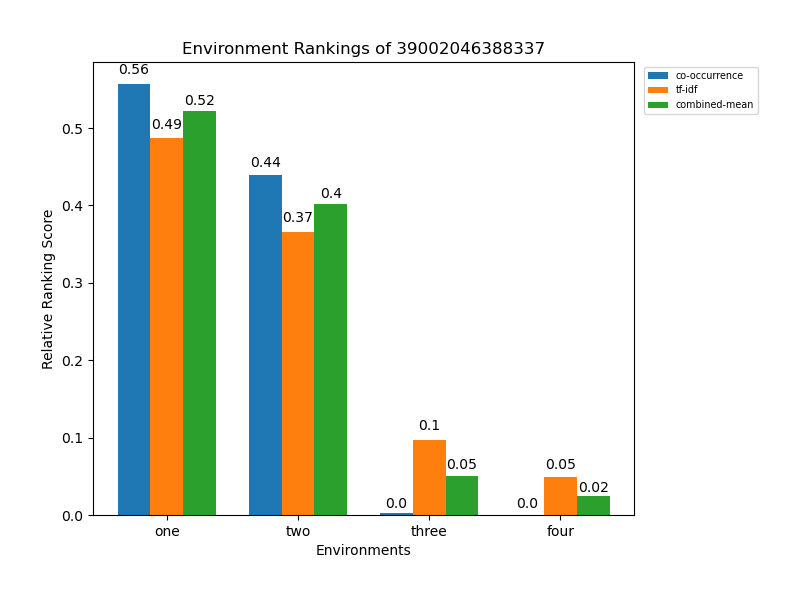 Environment Rankings of 39002046388337
co-occurrence
tf-idf
combined-mean
Relative Ranking Score
0.5
0.4
0.3
0.2
0.1
0.0
0.56
0.49
0.52
0.44
0.37
0.4
0.0
0.1
0.05
0.0
0.05
0.02
one
two
three
four
Environments